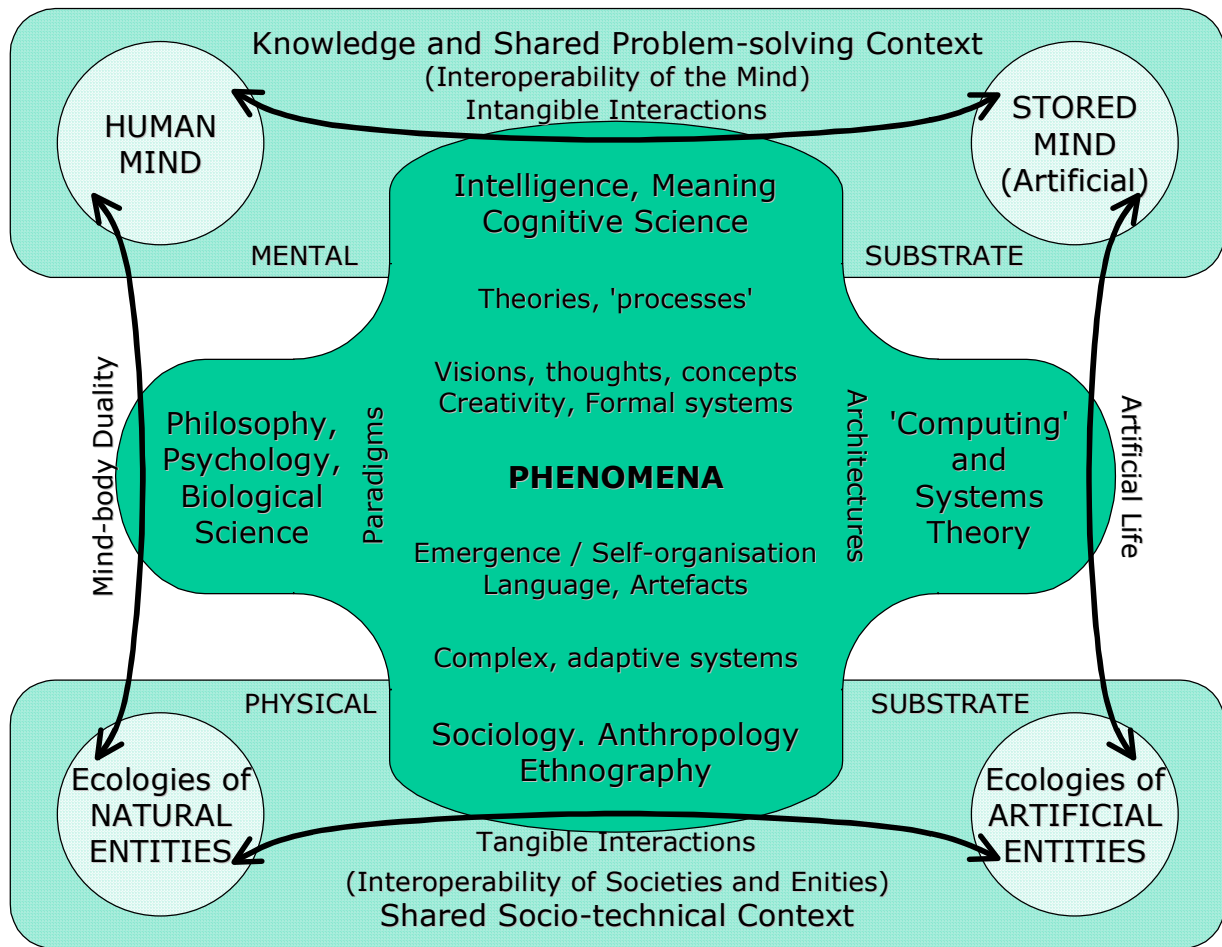 Knowledge and Shared Problem-solving Context
(Interoperability of the Mind)
Intangible Interactions
HUMAN
MIND
STORED
MIND
(Artificial)
MENTAL
SUBSTRATE
Intelligence, Meaning
Cognitive Science
Theories, 'processes'
Visions, thoughts, concepts
Creativity, Formal systems
Mind-body Duality
Philosophy,
Psychology,
Biological
Science
Paradigms
PHENOMENA
Architectures
'Computing'
and
Systems
Theory
Artificial Life
Emergence / Self-organisation
Language, Artefacts
Complex, adaptive systems
PHYSICAL
SUBSTRATE
Sociology. Anthropology
Ethnography
Ecologies of
NATURAL
ENTITIES
Ecologies of
ARTIFICIAL
ENTITIES
Tangible Interactions
(Interoperability of Societies and Enities)
Shared Socio-technical Context